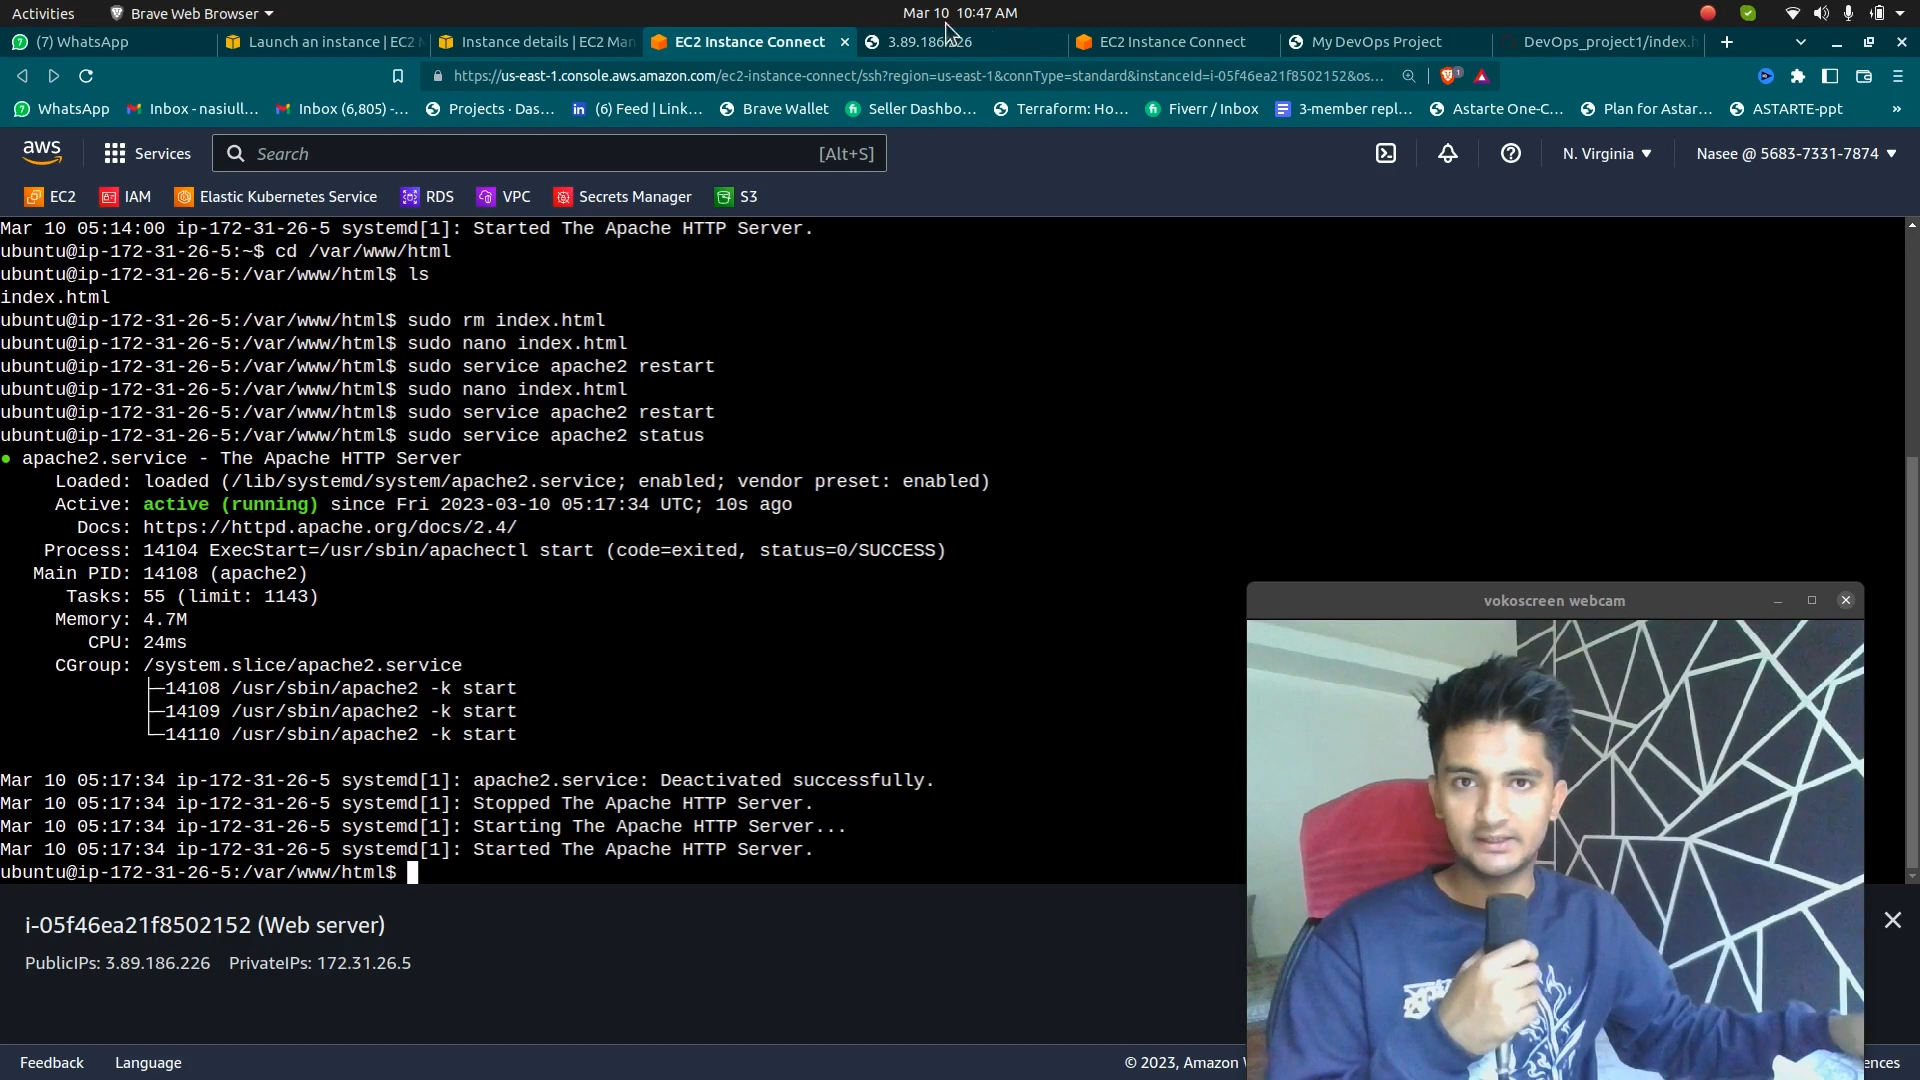 Activities
Brave Web Browser
Mar 10 10:47 AM
(7) WhatsApp
Launch an instance | EC2
Instance details | EC2 Man
EC2 Instance Connect
EC2 Instance Connect
My DevOps Project
DevOps_project1/index.h
https://us-east-1.console.aws.amazon.com/ec2-instance-connect/ssh?region=us-east-1&connType=standard&instanceId=i-05f46ea21f8502152&os...
1
WhatsApp
Inbox - nasiull...
Inbox (6,805) -...
Projects · Das...
(6) Feed | Link...
Brave Wallet
Seller Dashbo...
Terraform: Ho...
Fiverr / Inbox
3-member repl...
Astarte One-C...
Plan for Astar...
ASTARTE-ppt
»
aws
Services
Search
[Alt+S]
N. Virginia
Nasee @ 5683-7331-7874
EC2
IAM
Elastic Kubernetes Service
RDS
VPC
Secrets Manager
S3
Mar 10 05:14:00 ip-172-31-26-5 systemd[1]: Started The Apache HTTP Server.
ubuntu@ip-172-31-26-5:~$ cd /var/www/html
ubuntu@ip-172-31-26-5:/var/www/html$ ls
index.html
ubuntu@ip-172-31-26-5:/var/www/html$ sudo rm index.html
ubuntu@ip-172-31-26-5:/var/www/html$ sudo nano index.html
ubuntu@ip-172-31-26-5:/var/www/html$ sudo service apache2 restart
ubuntu@ip-172-31-26-5:/var/www/html$ sudo nano index.html
ubuntu@ip-172-31-26-5:/var/www/html$ sudo service apache2 restart
ubuntu@ip-172-31-26-5:/var/www/html$ sudo service apache2 status
● apache2.service - The Apache HTTP Server
Loaded: loaded (/lib/systemd/system/apache2.service; enabled; vendor preset: enabled)
Active: active (running) since Fri 2023-03-10 05:17:34 UTC; 10s ago
Docs: https://httpd.apache.org/docs/2.4/
Process: 14104 ExecStart=/usr/sbin/apachectl start (code=exited, status=0/SUCCESS)
Main PID: 14108 (apache2)
Tasks: 55 (limit: 1143)
Memory: 4.7M
CPU: 24ms
CGroup: /system.slice/apache2.service
├─14108 /usr/sbin/apache2 -k start
├─14109 /usr/sbin/apache2 -k start
└─14110 /usr/sbin/apache2 -k start
Mar 10 05:17:34 ip-172-31-26-5 systemd[1]: apache2.service: Deactivated successfully.
Mar 10 05:17:34 ip-172-31-26-5 systemd[1]: Stopped The Apache HTTP Server.
Mar 10 05:17:34 ip-172-31-26-5 systemd[1]: Starting The Apache HTTP Server...
Mar 10 05:17:34 ip-172-31-26-5 systemd[1]: Started The Apache HTTP Server.
ubuntu@ip-172-31-26-5:/var/www/html$
vokoscreen webcam
i-05f46ea21f8502152 (Web server)
PublicIPs: 3.89.186.226 PrivateIPs: 172.31.26.5
Feedback
Language
© 2023, Amazon
ences